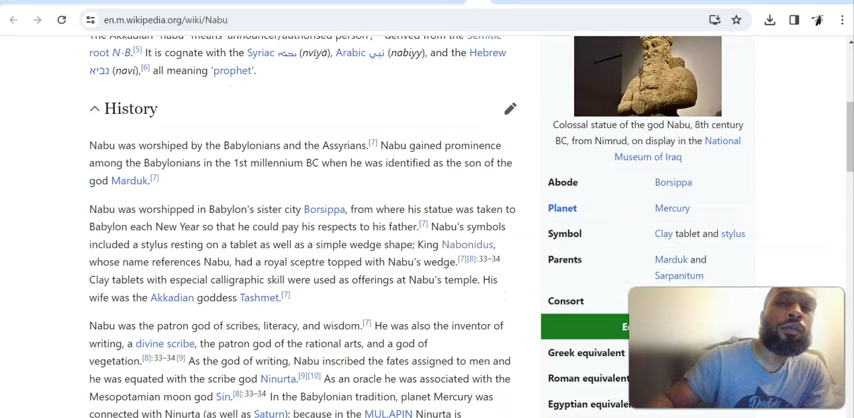 en.m.wikipedia.org/wiki/Nabu
The Akkadian "nabu" means 'announcer/authorised person', derived from the Semitic
root N-B.[5] It is cognate with the Syriac ܢܒܝܐ (nvīyā), Arabic نبي (nabiyy), and the Hebrew
נביא (navi),[6] all meaning 'prophet'.
History
Nabu was worshiped by the Babylonians and the Assyrians.[7] Nabu gained prominence
among the Babylonians in the 1st millennium BC when he was identified as the son of the
god Marduk.[7]
Nabu was worshipped in Babylon's sister city Borsippa, from where his statue was taken to
Babylon each New Year so that he could pay his respects to his father.[7] Nabu's symbols
included a stylus resting on a tablet as well as a simple wedge shape; King Nabonidus,
whose name references Nabu, had a royal sceptre topped with Nabu's wedge.[7][8]:33–34
Clay tablets with especial calligraphic skill were used as offerings at Nabu's temple. His
wife was the Akkadian goddess Tashmet.[7]
Nabu was the patron god of scribes, literacy, and wisdom.[7] He was also the inventor of
writing, a divine scribe, the patron god of the rational arts, and a god of
vegetation.[8]:33–34[9] As the god of writing, Nabu inscribed the fates assigned to men and
he was equated with the scribe god Ninurta.[9][10] As an oracle he was associated with the
Mesopotamian moon god Sin.[8]:33–34 In the Babylonian tradition, planet Mercury was
connected with Ninurta (as well as Saturn); because in the MUL.APIN Ninurta is
Colossal statue of the god Nabu, 8th century
BC, from Nimrud, on display in the National
Museum of Iraq
Abode Borsippa
Planet Mercury
Symbol Clay tablet and stylus
Parents Marduk and
Sarpanitum
Consort
Greek equivalent
Roman equivalent
Egyptian equivalent